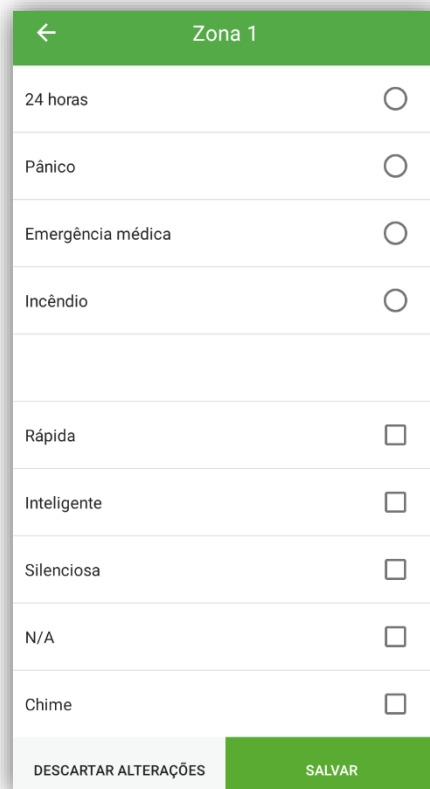 Zona 1
24 horas
Pânico
Emergência médica
Incêndio
Rápida
Inteligente
Silenciosa
N/A
Chime
DESCARTAR ALTERAÇÕES SALVAR